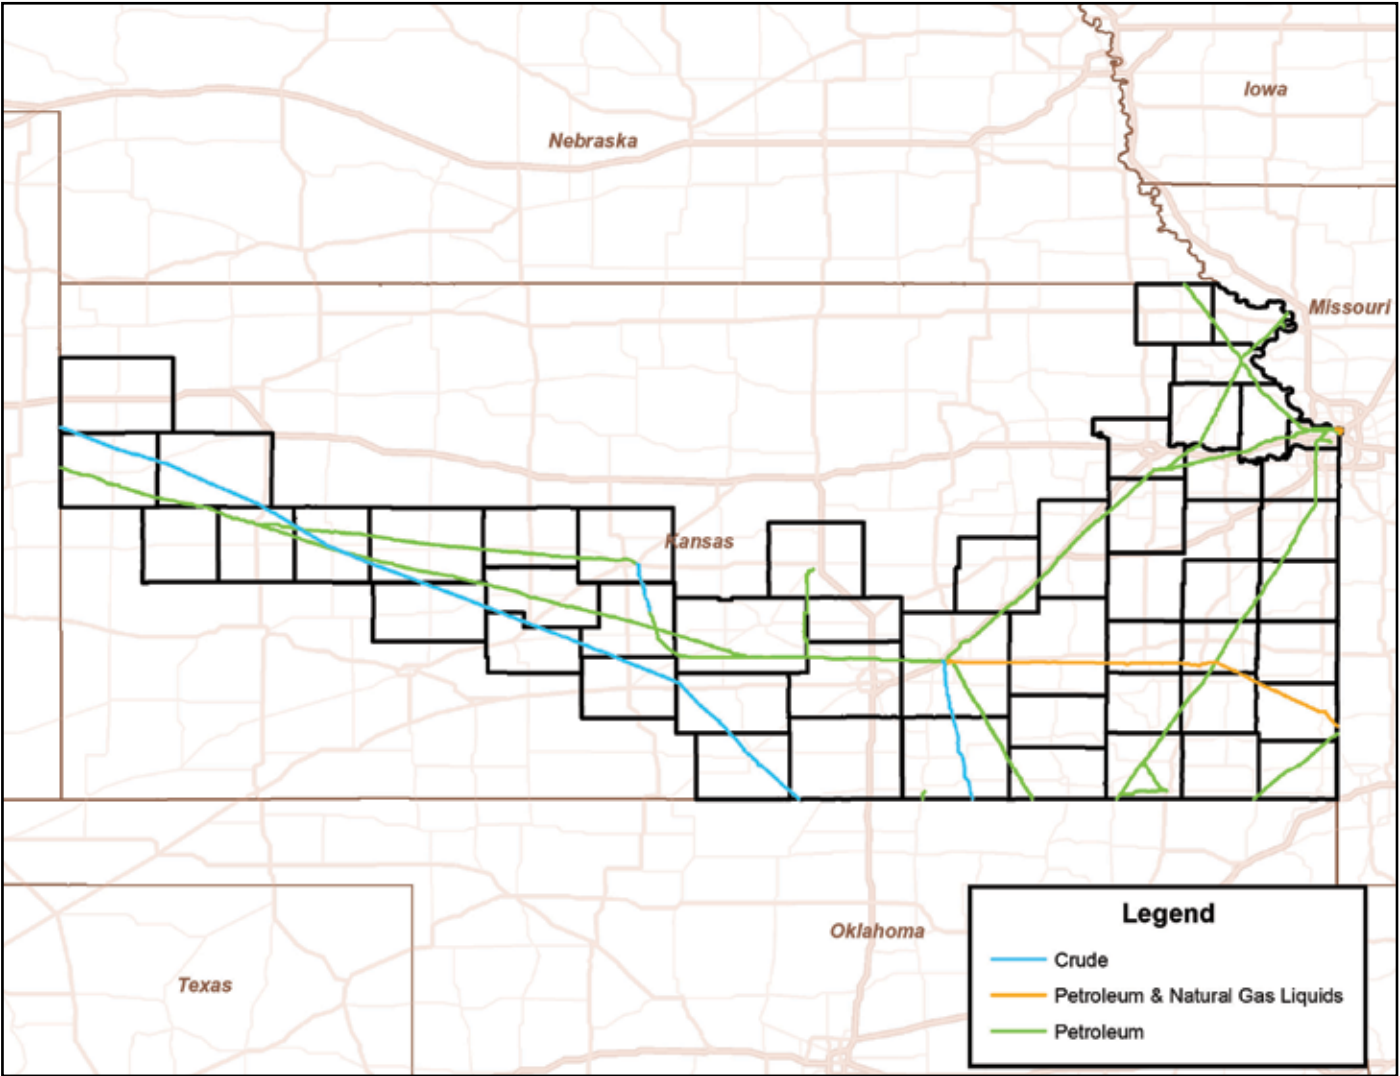 Iowa
Nebraska
Missouri
Kansas
Oklahoma
Texas
Legend
Crude
Petroleum & Natural Gas Liquids
Petroleum